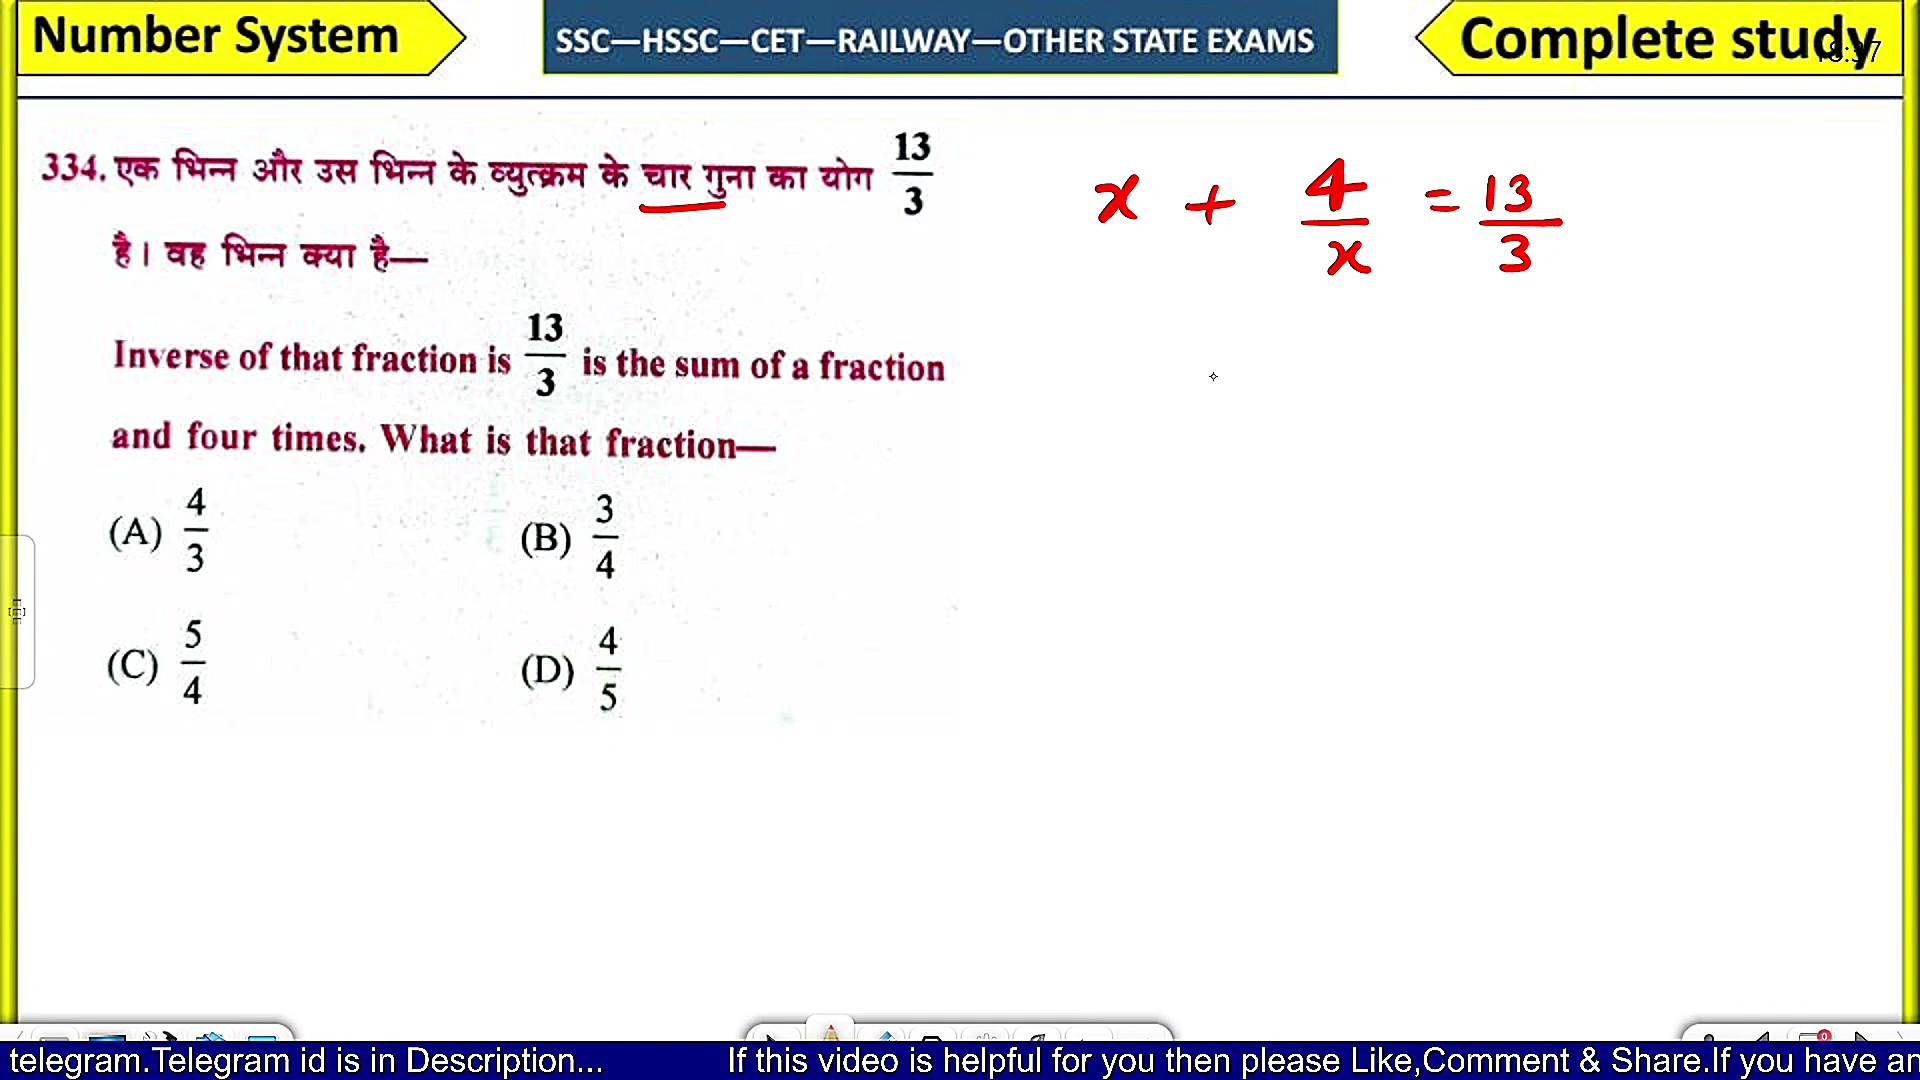 Number System
SSC—HSSC—CET—RAILWAY—OTHER STATE EXAMS
Complete study
334. एक भिन्न और उस भिन्न के व्युत्क्रम के चार गुना का योग 13/3
है। वह भिन्न क्या है—
Inverse of that fraction is 13/3 is the sum of a fraction
and four times. What is that fraction—
(A) 4/3 (B) 3/4
(C) 5/4 (D) 4/5
x + 4/x = 13/3
telegram.Telegram id is in Description... If this video is helpful for you then please Like,Comment & Share.If you have an